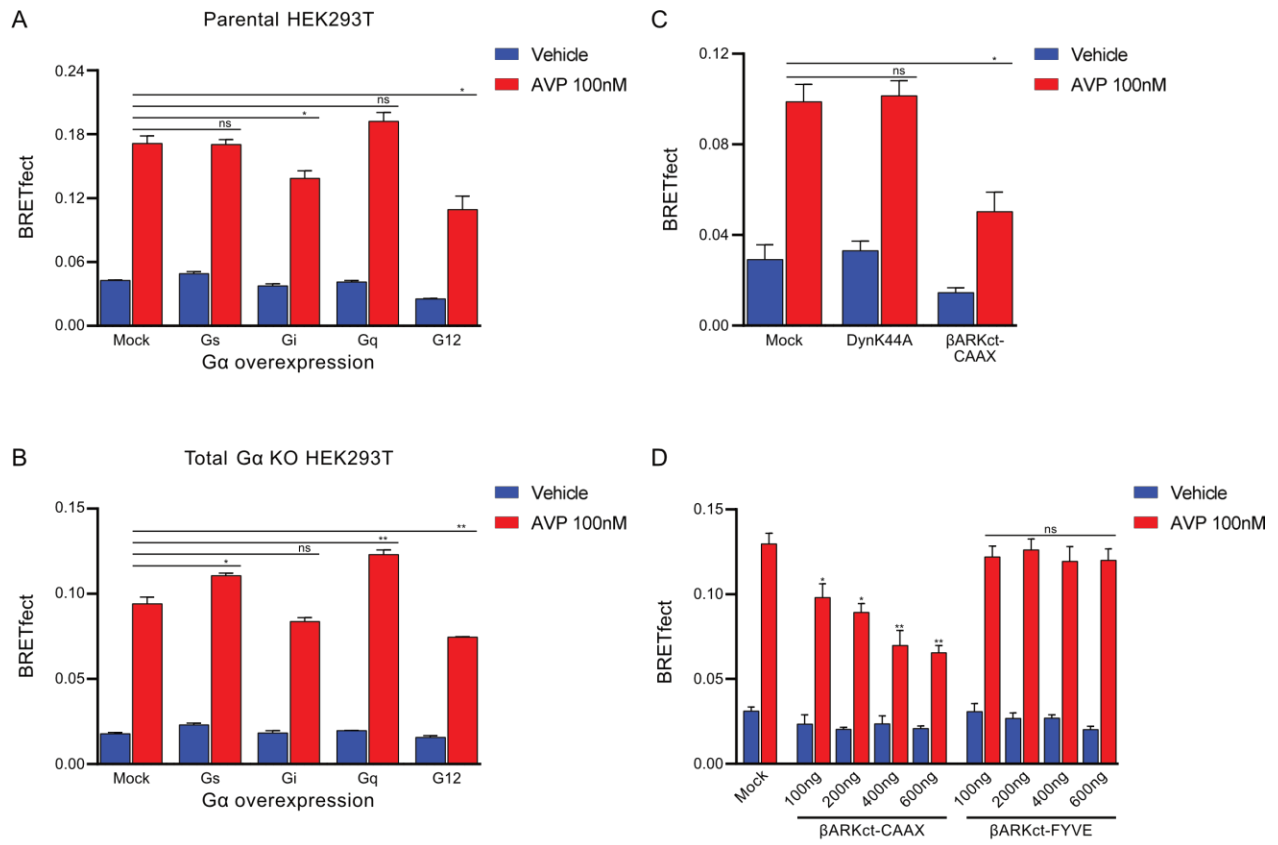 A
Parental HEK293T
Vehicle
AVP 100nM
BRETfect
0.24
0.18
0.12
0.06
0.00
ns
*
ns
*
Mock
Gs
Gi
Gq
G12
Gα overexpression
B
Total Gα KO HEK293T
Vehicle
AVP 100nM
BRETfect
0.15
0.10
0.05
0.00
*
ns
**
**
Mock
Gs
Gi
Gq
G12
Gα overexpression
C
Vehicle
AVP 100nM
BRETfect
0.12
0.08
0.04
0.00
*
ns
Mock
DynK44A
βARKct-
CAAX
D
Vehicle
AVP 100nM
BRETfect
0.15
0.10
0.05
0.00
*
*
**
**
ns
Mock
100ng
200ng
400ng
600ng
100ng
200ng
400ng
600ng
βARKct-CAAX
βARKct-FYVE